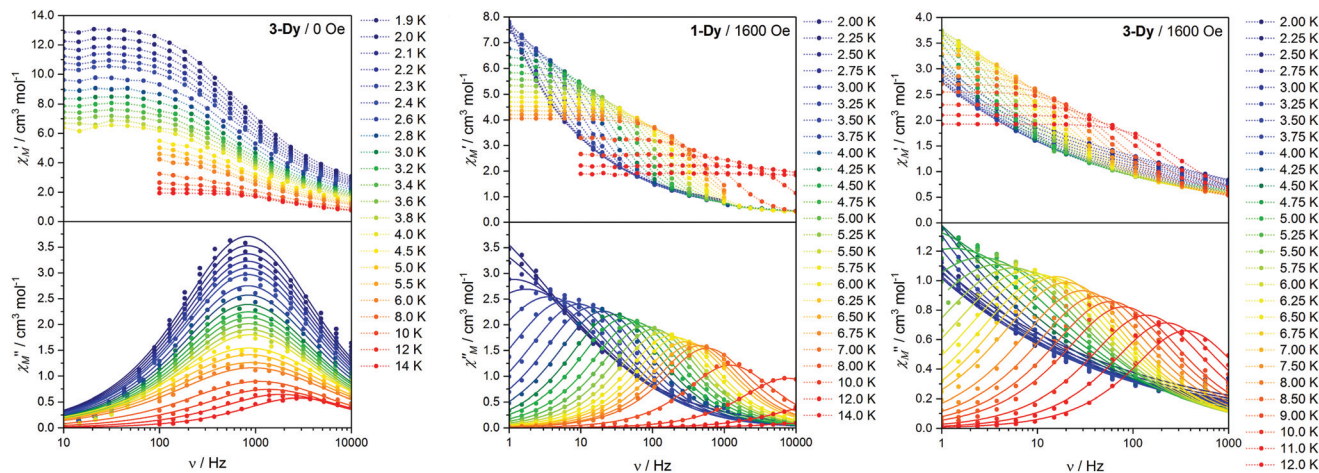 3-Dy / 0 Oe
14.0
12.0
10.0
8.0
6.0
4.0
2.0
0.0
χM' / cm³ mol⁻¹
3.5
3.0
2.5
2.0
1.5
1.0
0.5
0.0
χM'' / cm³ mol⁻¹
10
100
1000
10000
ν / Hz
1.9 K
2.0 K
2.1 K
2.2 K
2.3 K
2.4 K
2.6 K
2.8 K
3.0 K
3.2 K
3.4 K
3.6 K
3.8 K
4.0 K
4.5 K
5.0 K
5.5 K
6.0 K
8.0 K
10 K
12 K
14 K
1-Dy / 1600 Oe
8.0
7.0
6.0
5.0
4.0
3.0
2.0
1.0
0.0
χM' / cm³ mol⁻¹
3.5
3.0
2.5
2.0
1.5
1.0
0.5
0.0
χ''M / cm³ mol⁻¹
1
10
100
1000
10000
ν / Hz
2.00 K
2.25 K
2.50 K
2.75 K
3.00 K
3.25 K
3.50 K
3.75 K
4.00 K
4.25 K
4.50 K
4.75 K
5.00 K
5.25 K
5.50 K
5.75 K
6.00 K
6.25 K
6.50 K
6.75 K
7.00 K
8.00 K
10.0 K
12.0 K
14.0 K
3-Dy / 1600 Oe
4.0
3.5
3.0
2.5
2.0
1.5
1.0
0.5
0.0
χM' / cm³ mol⁻¹
1.2
1.0
0.8
0.6
0.4
0.2
0.0
χM'' / cm³ mol⁻¹
1
10
100
1000
ν / Hz
2.00 K
2.25 K
2.50 K
2.75 K
3.00 K
3.25 K
3.50 K
3.75 K
4.00 K
4.25 K
4.50 K
4.75 K
5.00 K
5.25 K
5.50 K
5.75 K
6.00 K
6.25 K
6.50 K
6.75 K
7.00 K
7.50 K
8.00 K
8.50 K
9.00 K
10.0 K
11.0 K
12.0 K